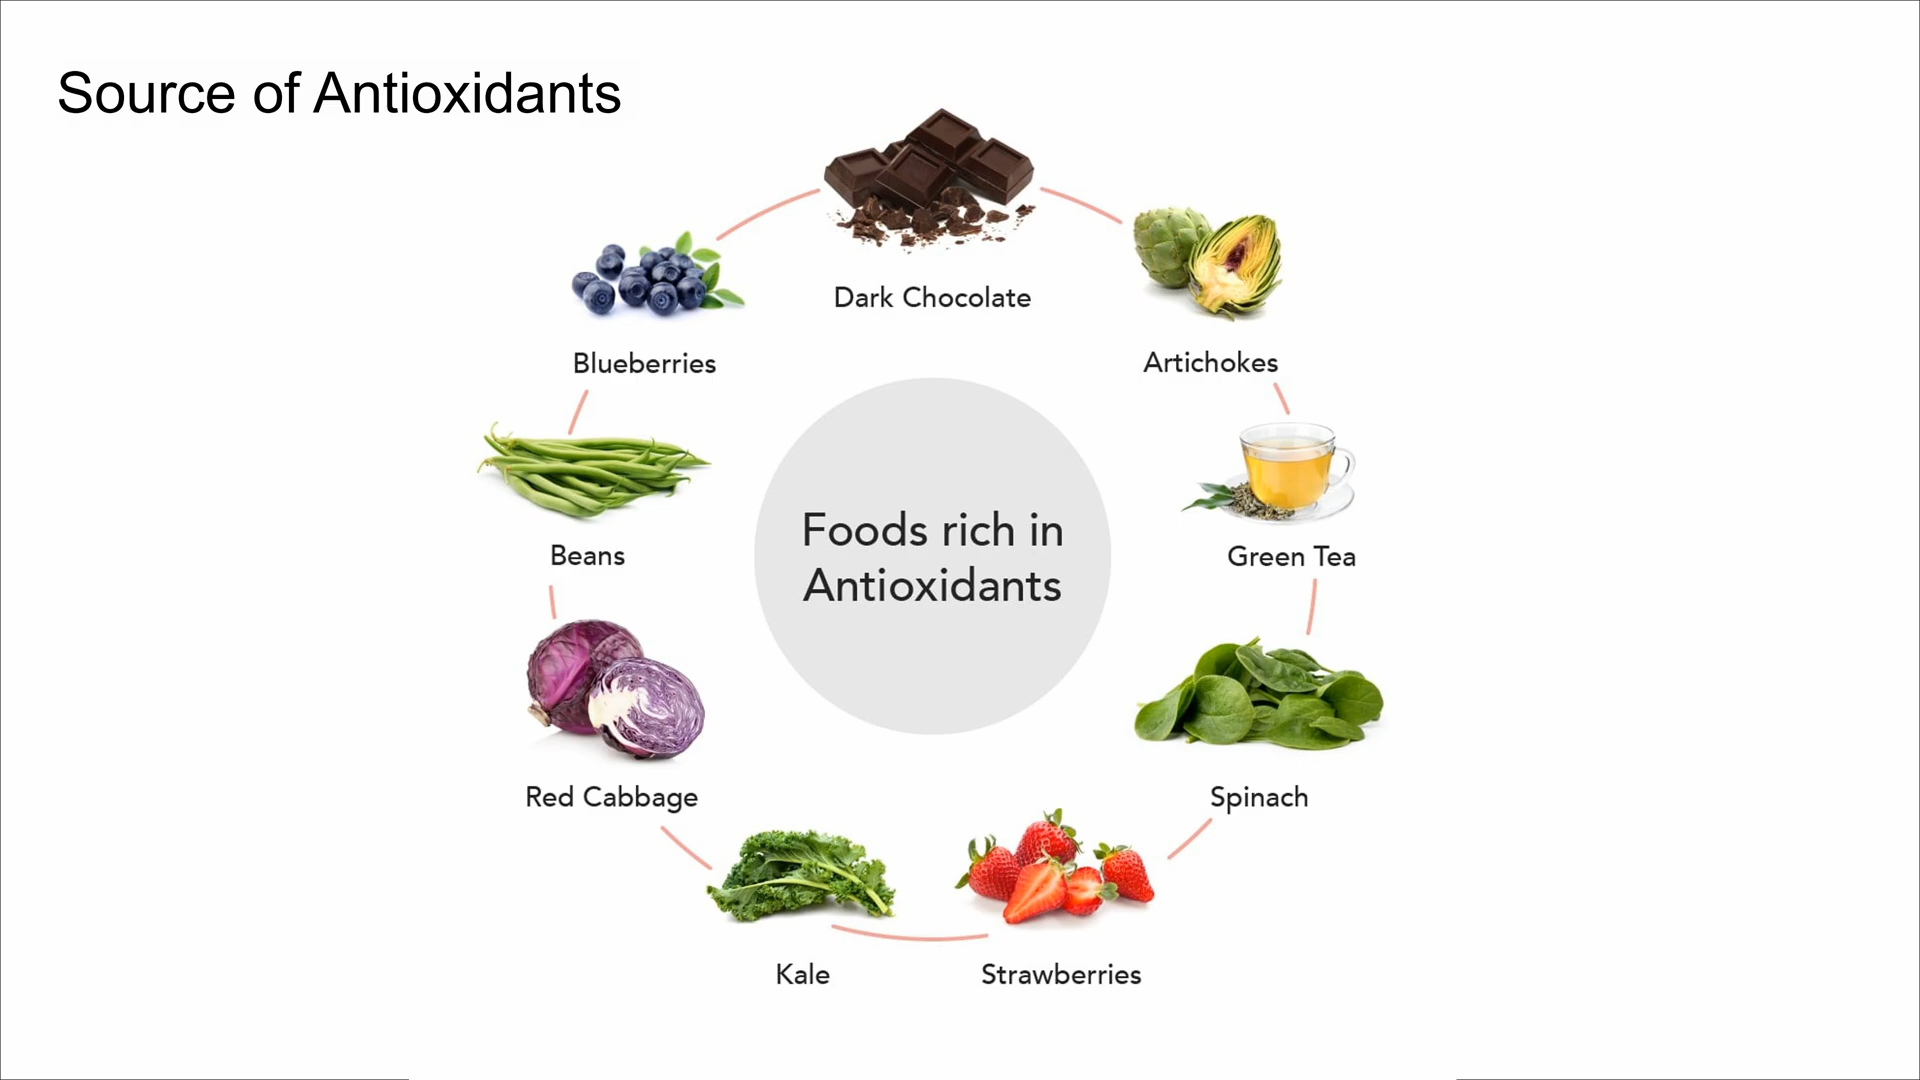 Source of Antioxidants
Dark Chocolate
Blueberries
Artichokes
Foods rich in
Antioxidants
Beans
Green Tea
Red Cabbage
Spinach
Kale
Strawberries